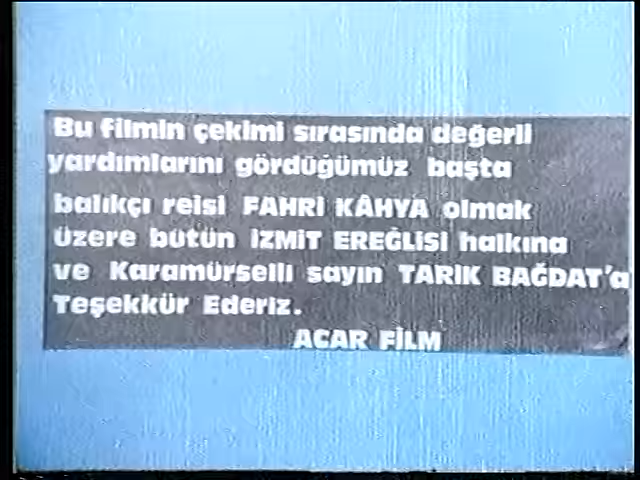 Bu filmin çekimi sırasında değerli
yardımlarını gördüğümüz başta
balıkçı reisi FAHRİ KÂHYA olmak
üzere bütün İZMİT EREĞLİSİ halkına
ve Karamürselli sayın TARIK BAĞDAT'a
Teşekkür Ederiz.
ACAR FİLM